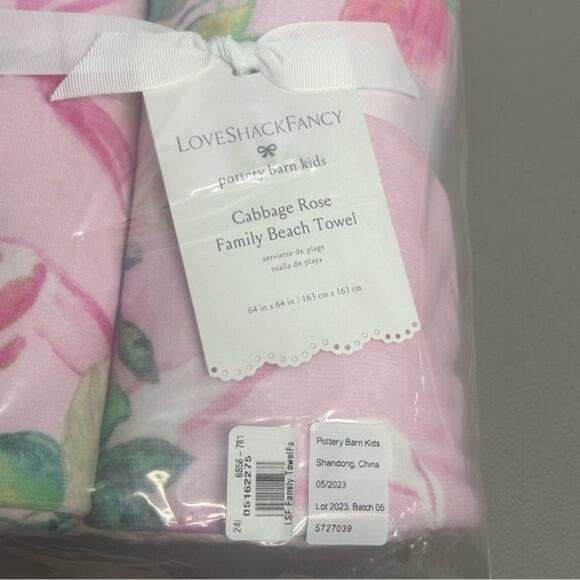 LOVESHACKFANCY
pottery barn kids
Cabbage Rose
Family Beach Towel
serviette de plage
toalla de playa
64 in x 64 in / 163 cm x 163 cm
6858 - 781
05162275
LSF Family TowelFa
Pottery Barn Kids
Shandong, China
05/2023
Lot 2023, Batch 05
5727039